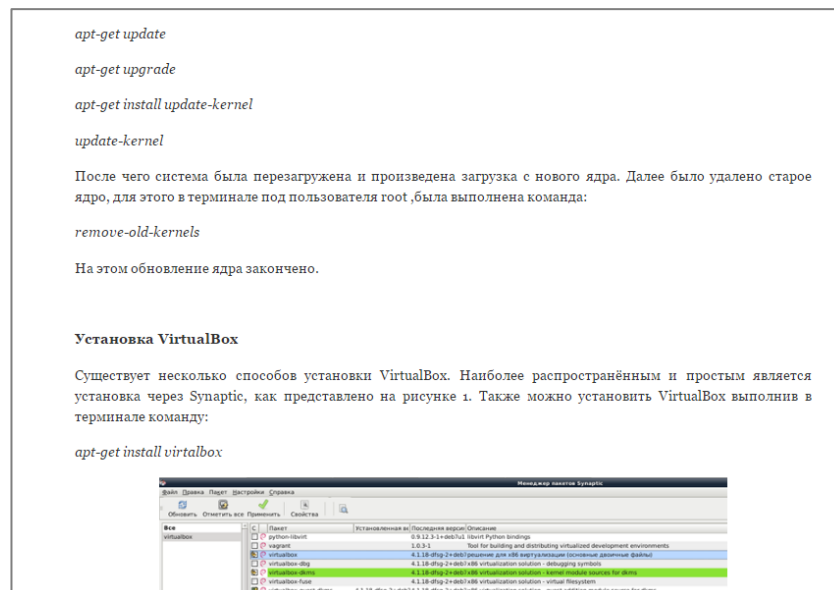 apt-get update
apt-get upgrade
apt-get install update-kernel
update-kernel
После чего система была перезагружена и произведена загрузка с нового ядра. Далее было удалено старое
ядро, для этого в терминале под пользователя root ,была выполнена команда:
remove-old-kernels
На этом обновление ядра закончено.
Установка VirtualBox
Существует несколько способов установки VirtualBox. Наиболее распространённым и простым является
установка через Synaptic, как представлено на рисунке 1. Также можно установить VirtualBox выполнив в
терминале команду:
apt-get install virtalbox
Менеджер пакетов Synaptic
Файл Правка Пакет Настройки Справка
Обновить Отметить все Применить Свойства
Все С Пакет Установленная ве Последняя верси Описание
virtualbox python-libvirt 0.9.12.3-1+deb7u1 libvirt Python bindings
vagrant 1.0.3-1 Tool for building and distributing virtualized development environments
virtualbox 4.1.18-dfsg-2+deb7 решение для x86 виртуализации (основные двоичные файлы)
virtualbox-dbg 4.1.18-dfsg-2+deb7 x86 virtualization solution - debugging symbols
virtualbox-dkms 4.1.18-dfsg-2+deb7 x86 virtualization solution - kernel module sources for dkms
virtualbox-fuse 4.1.18-dfsg-2+deb7 x86 virtualization solution - virtual filesystem